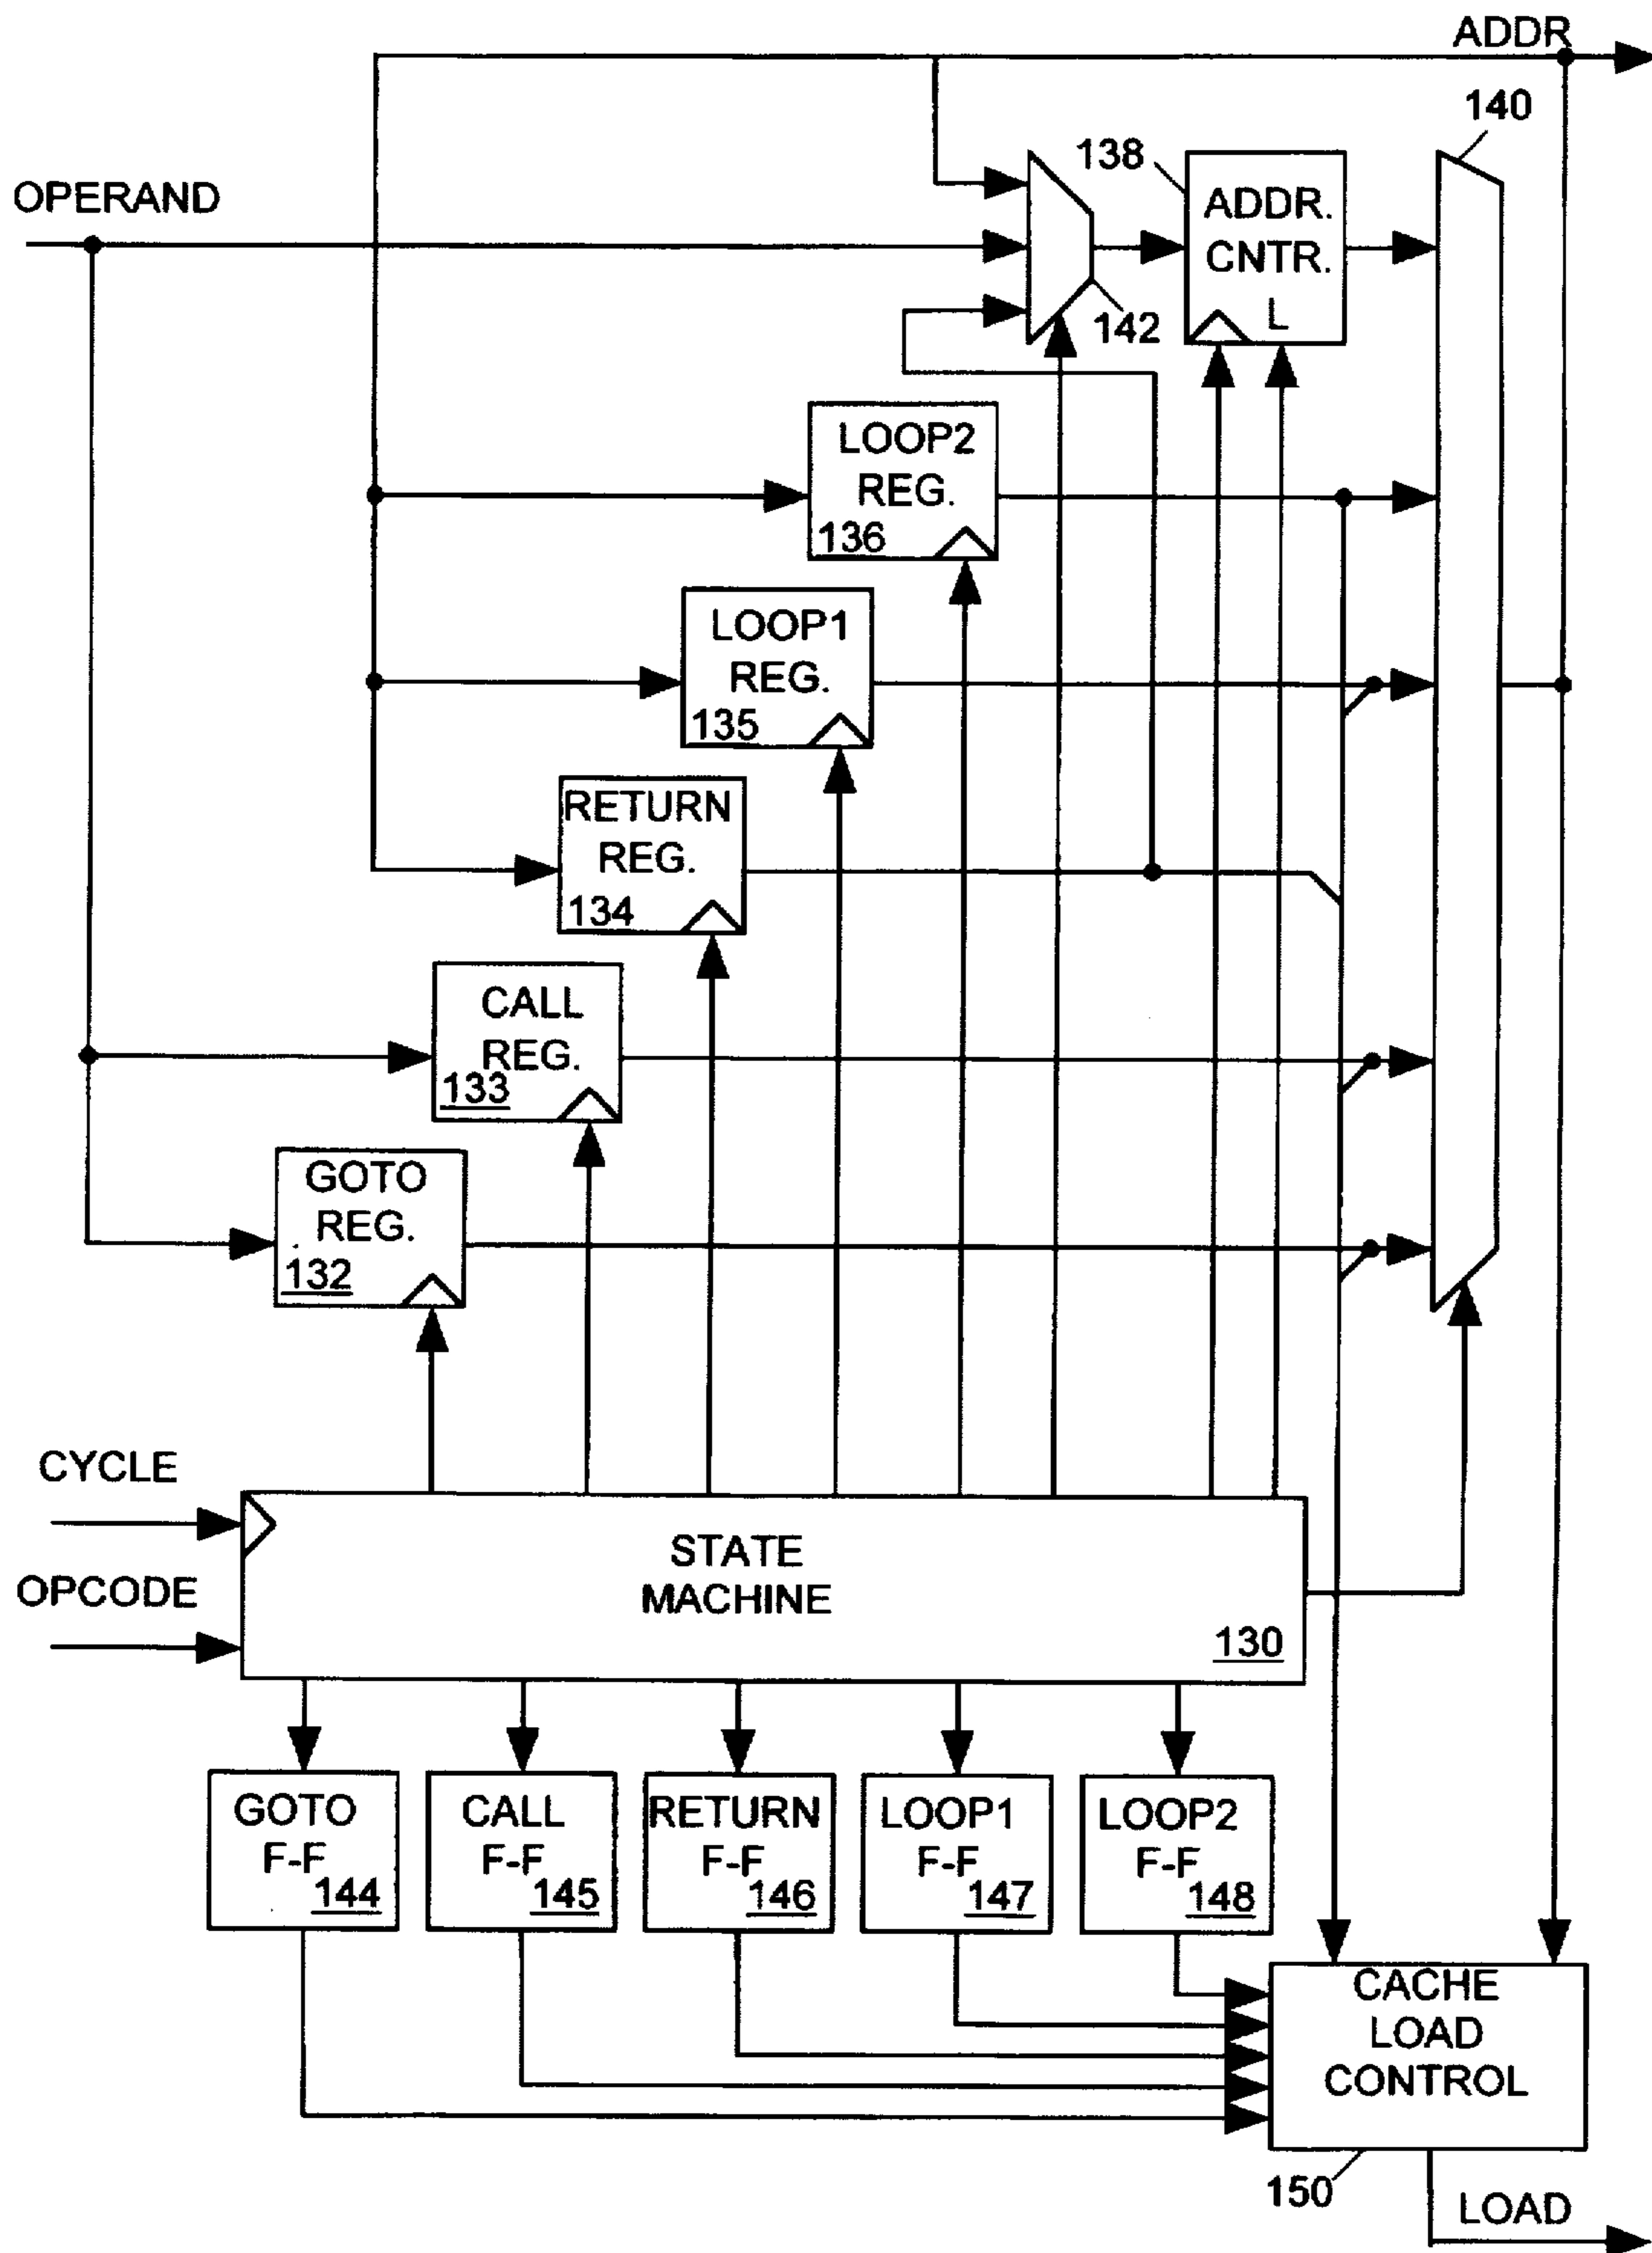 ADDR
140
138
ADDR.
CNTR.
L
OPERAND
142
LOOP2
REG.
136
LOOP1
REG.
135
RETURN
REG.
134
CALL
REG.
133
GOTO
REG.
132
CYCLE
STATE
MACHINE
OPCODE
130
GOTO
F-F
144
CALL
F-F
145
RETURN
F-F
146
LOOP1
F-F
147
LOOP2
F-F
148
CACHE
LOAD
CONTROL
150
LOAD